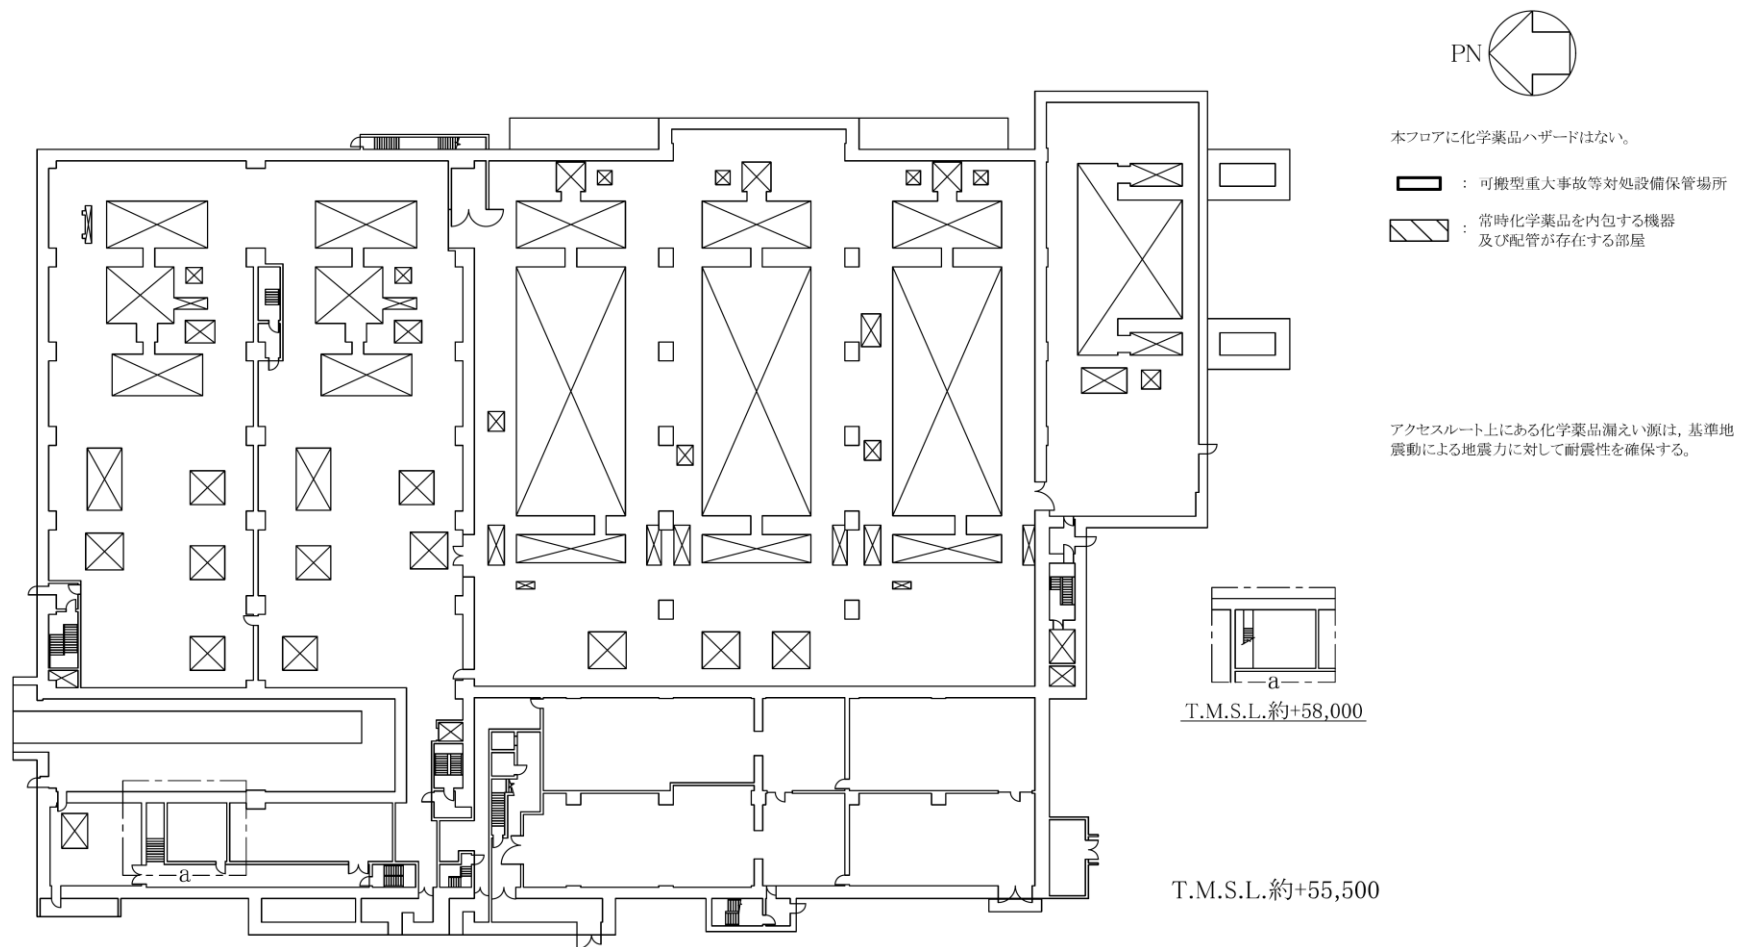 PN
本フロアに化学薬品ハザードはない。
： 可搬型重大事故等対処設備保管場所
： 常時化学薬品を内包する機器
及び配管が存在する部屋
アクセスルート上にある化学薬品漏えい源は，基準地
震動による地震力に対して耐震性を確保する。
a
T.M.S.L.約+58,000
a
T.M.S.L.約+55,500